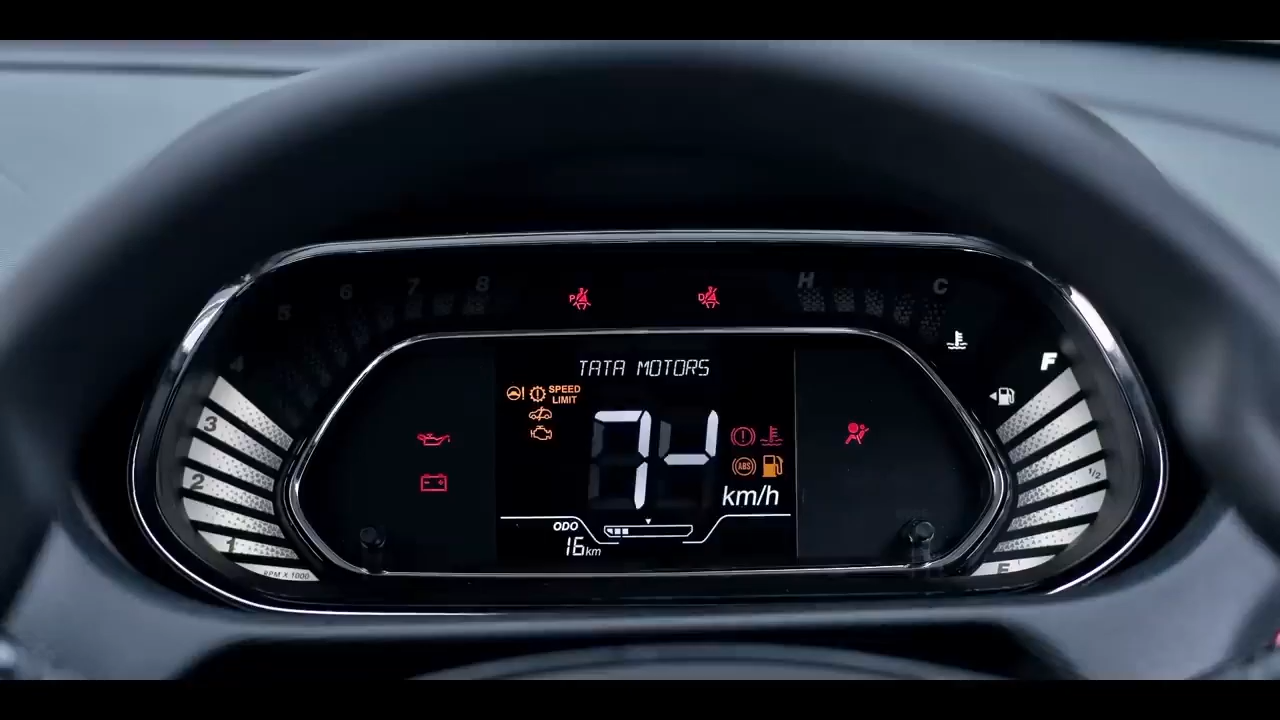 5 6 7 8
P D
H C
4
F
TATA MOTORS
SPEED
LIMIT
3
74
ABS
1/2
2
km/h
ODO
16km
1
RPM X 1000
E